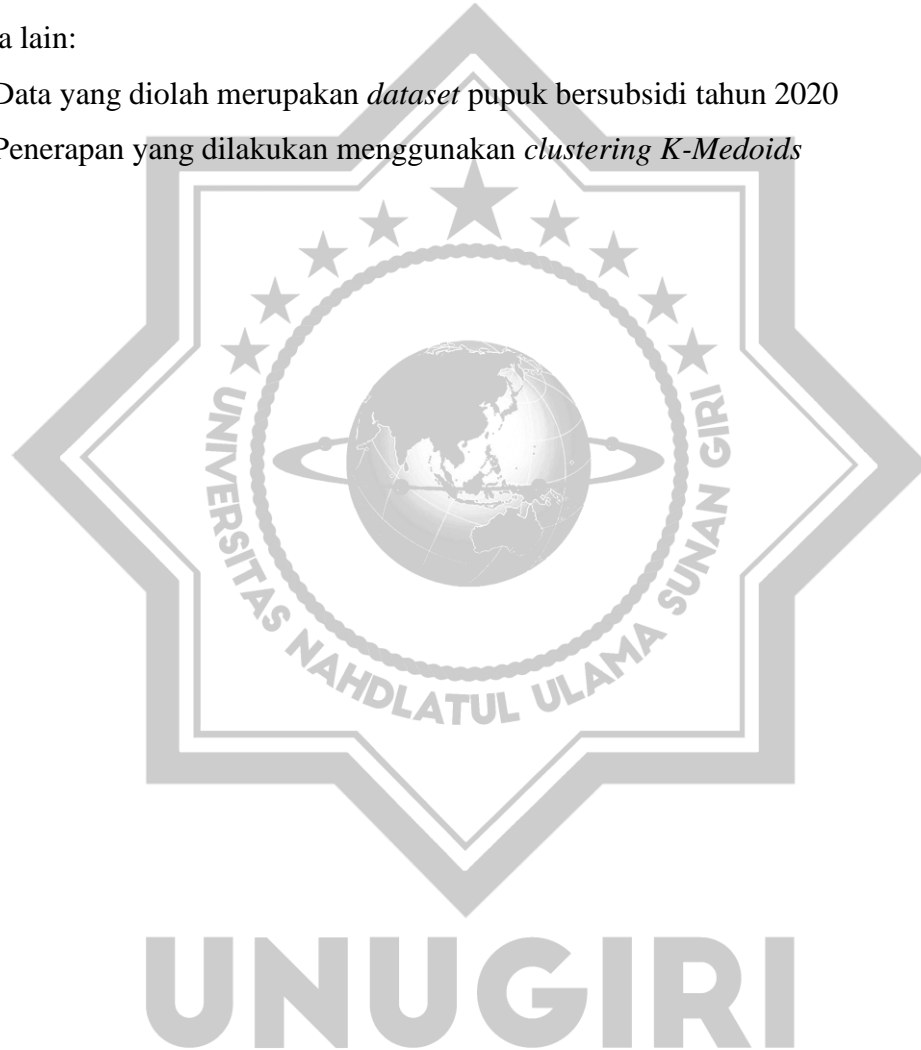 a lain:
Data yang diolah merupakan dataset pupuk bersubsidi tahun 2020
Penerapan yang dilakukan menggunakan clustering K-Medoids
UNIVERSITAS NAHDLATUL ULAMA SUNAN GIRI
UNUGIRI